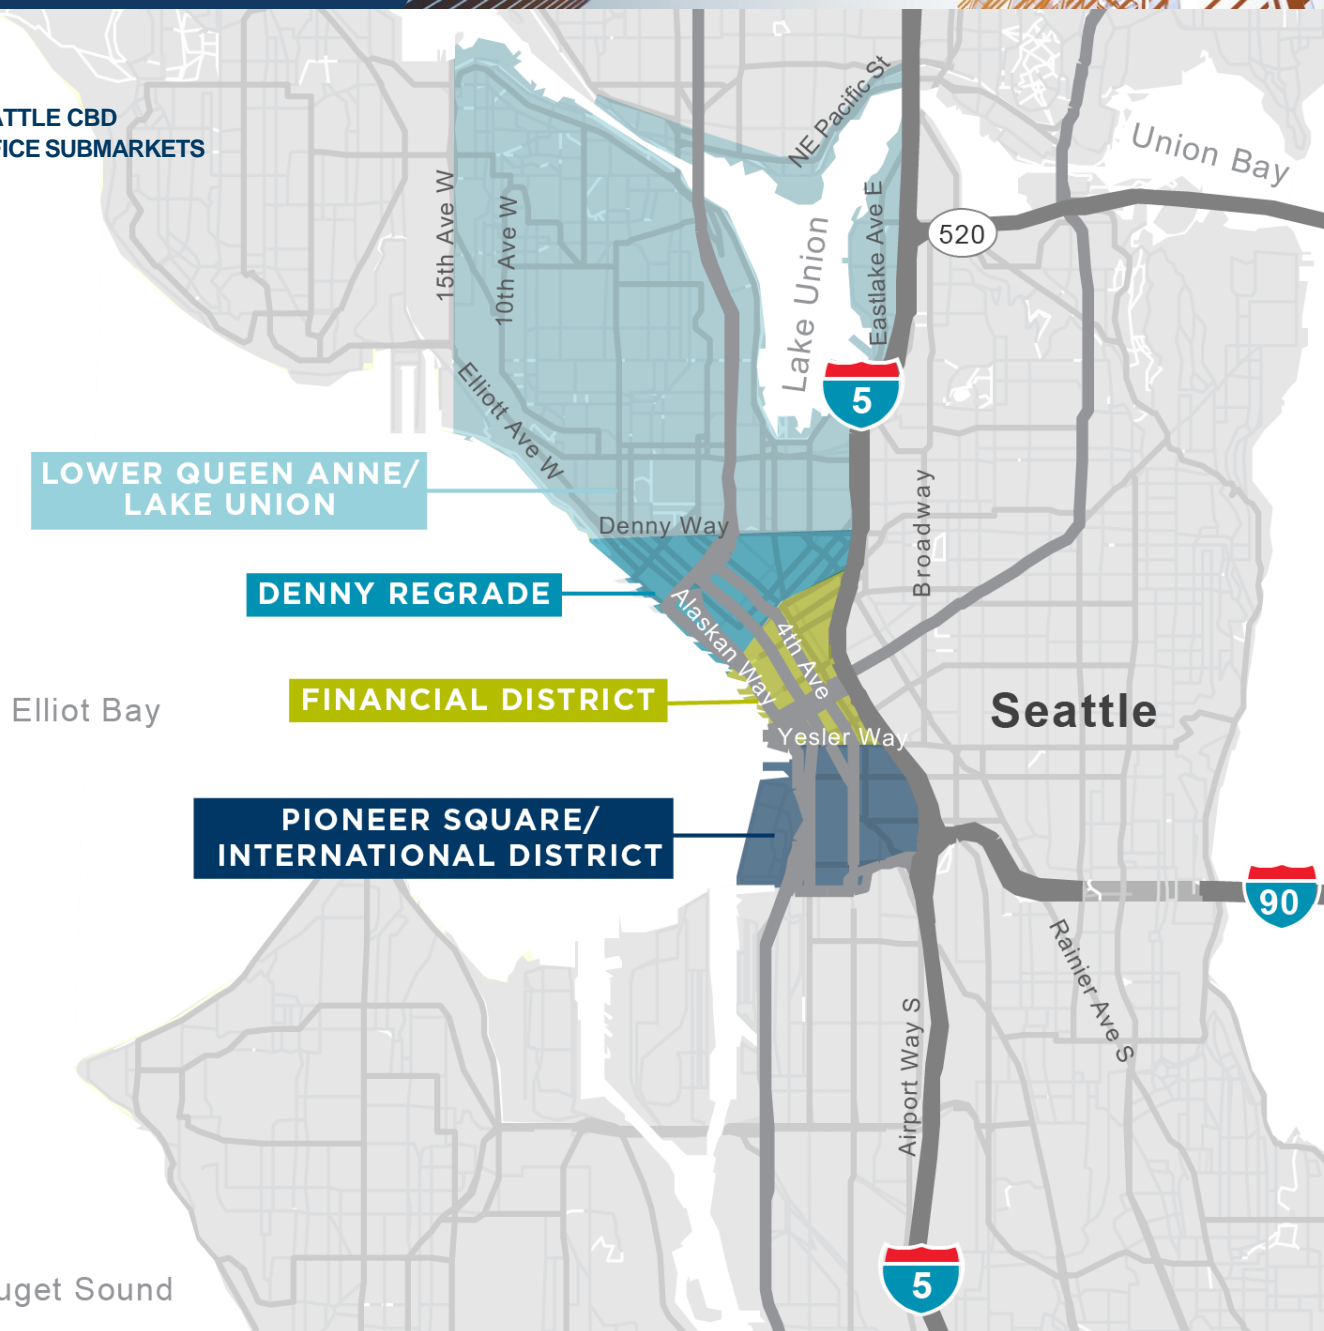 ATTLE CBD
FICE SUBMARKETS
NE Pacific St
Union Bay
15th Ave W
10th Ave W
Lake Union
Eastlake Ave E
520
5
Elliott Ave W
LOWER QUEEN ANNE/
LAKE UNION
Denny Way
Broadway
DENNY REGRADE
Alaskan Way
4th Ave
FINANCIAL DISTRICT
Elliot Bay
Seattle
Yesler Way
PIONEER SQUARE/
INTERNATIONAL DISTRICT
90
Rainier Ave S
Airport Way S
5
uget Sound